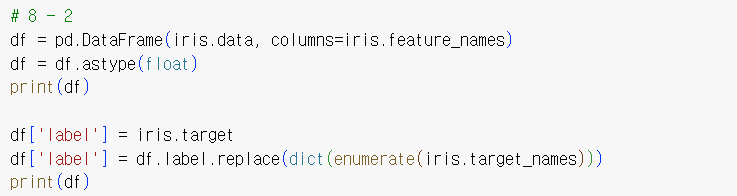 # 8 - 2
df = pd.DataFrame(iris.data, columns=iris.feature_names)
df = df.astype(float)
print(df)
df['label'] = iris.target
df['label'] = df.label.replace(dict(enumerate(iris.target_names)))
print(df)